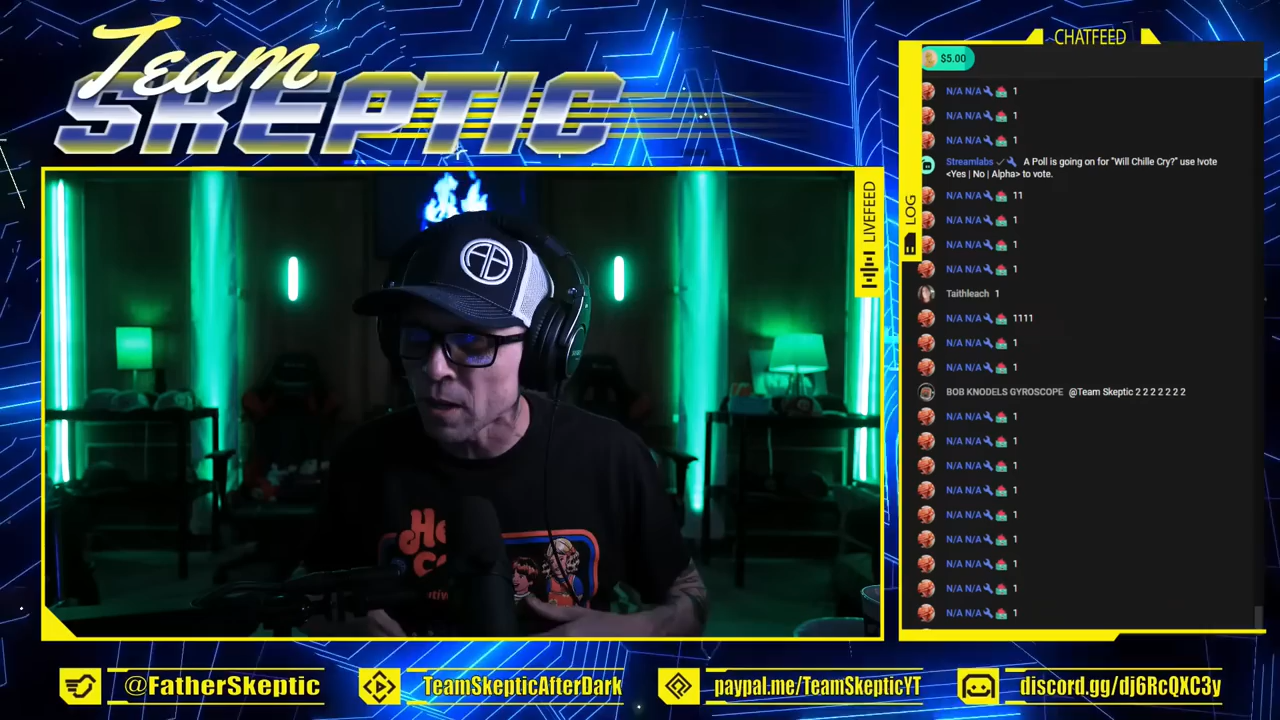 Team
SKEPTIC
CHATFEED
LIVEFEED
LOG
$5.00
N/A N/A 1
N/A N/A 1
N/A N/A 1
Streamlabs A Poll is going on for "Will Chille Cry?" use !vote
<Yes | No | Alpha> to vote.
N/A N/A 11
N/A N/A 1
N/A N/A 1
N/A N/A 1
Taithleach 1
N/A N/A 1111
N/A N/A 1
N/A N/A 1
BOB KNODELS GYROSCOPE @Team Skeptic 2 2 2 2 2 2 2
N/A N/A 1
N/A N/A 1
N/A N/A 1
N/A N/A 1
N/A N/A 1
N/A N/A 1
N/A N/A 1
N/A N/A 1
N/A N/A 1
@FatherSkeptic
TeamSkepticAfterDark
paypal.me/TeamSkepticYT
discord.gg/dj6RcQXC3y